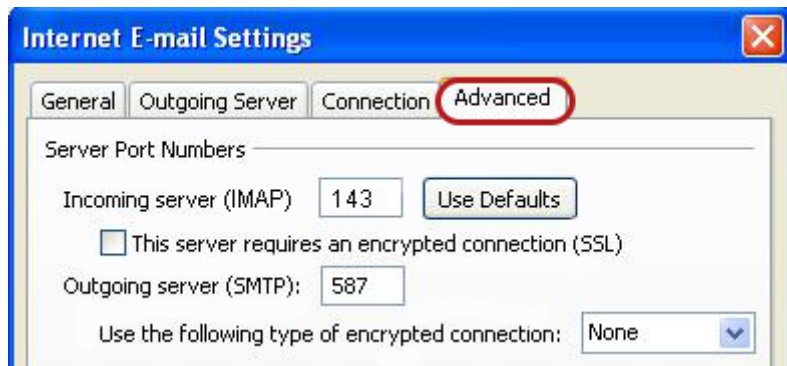 Internet E-mail Settings
General Outgoing Server Connection Advanced
Server Port Numbers
Incoming server (IMAP) 143 Use Defaults
This server requires an encrypted connection (SSL)
Outgoing server (SMTP): 587
Use the following type of encrypted connection: None